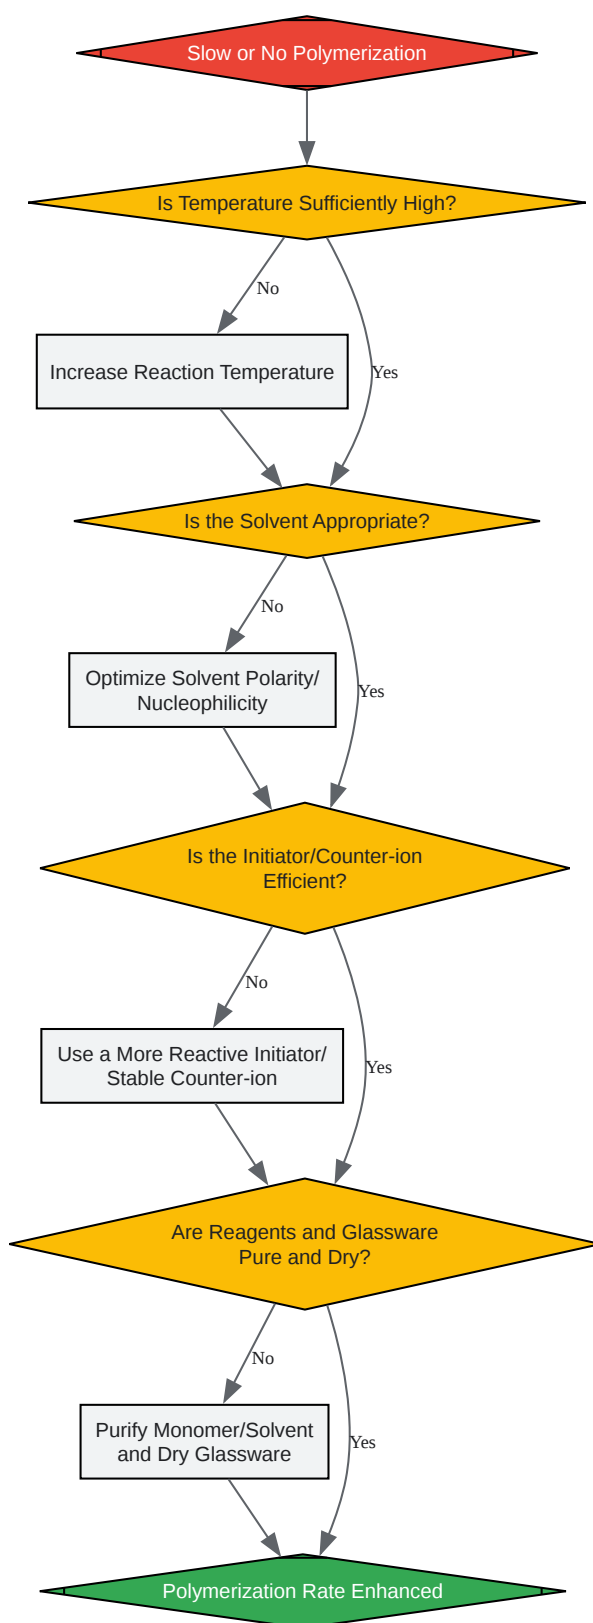 Slow or No Polymerization
Is Temperature Sufficiently High?
No
Increase Reaction Temperature
Yes
Is the Solvent Appropriate?
No
Optimize Solvent Polarity/
Nucleophilicity
Yes
Is the Initiator/Counter-ion
Efficient?
No
Use a More Reactive Initiator/
Stable Counter-ion
Yes
Are Reagents and Glassware
Pure and Dry?
No
Purify Monomer/Solvent
and Dry Glassware
Yes
Polymerization Rate Enhanced